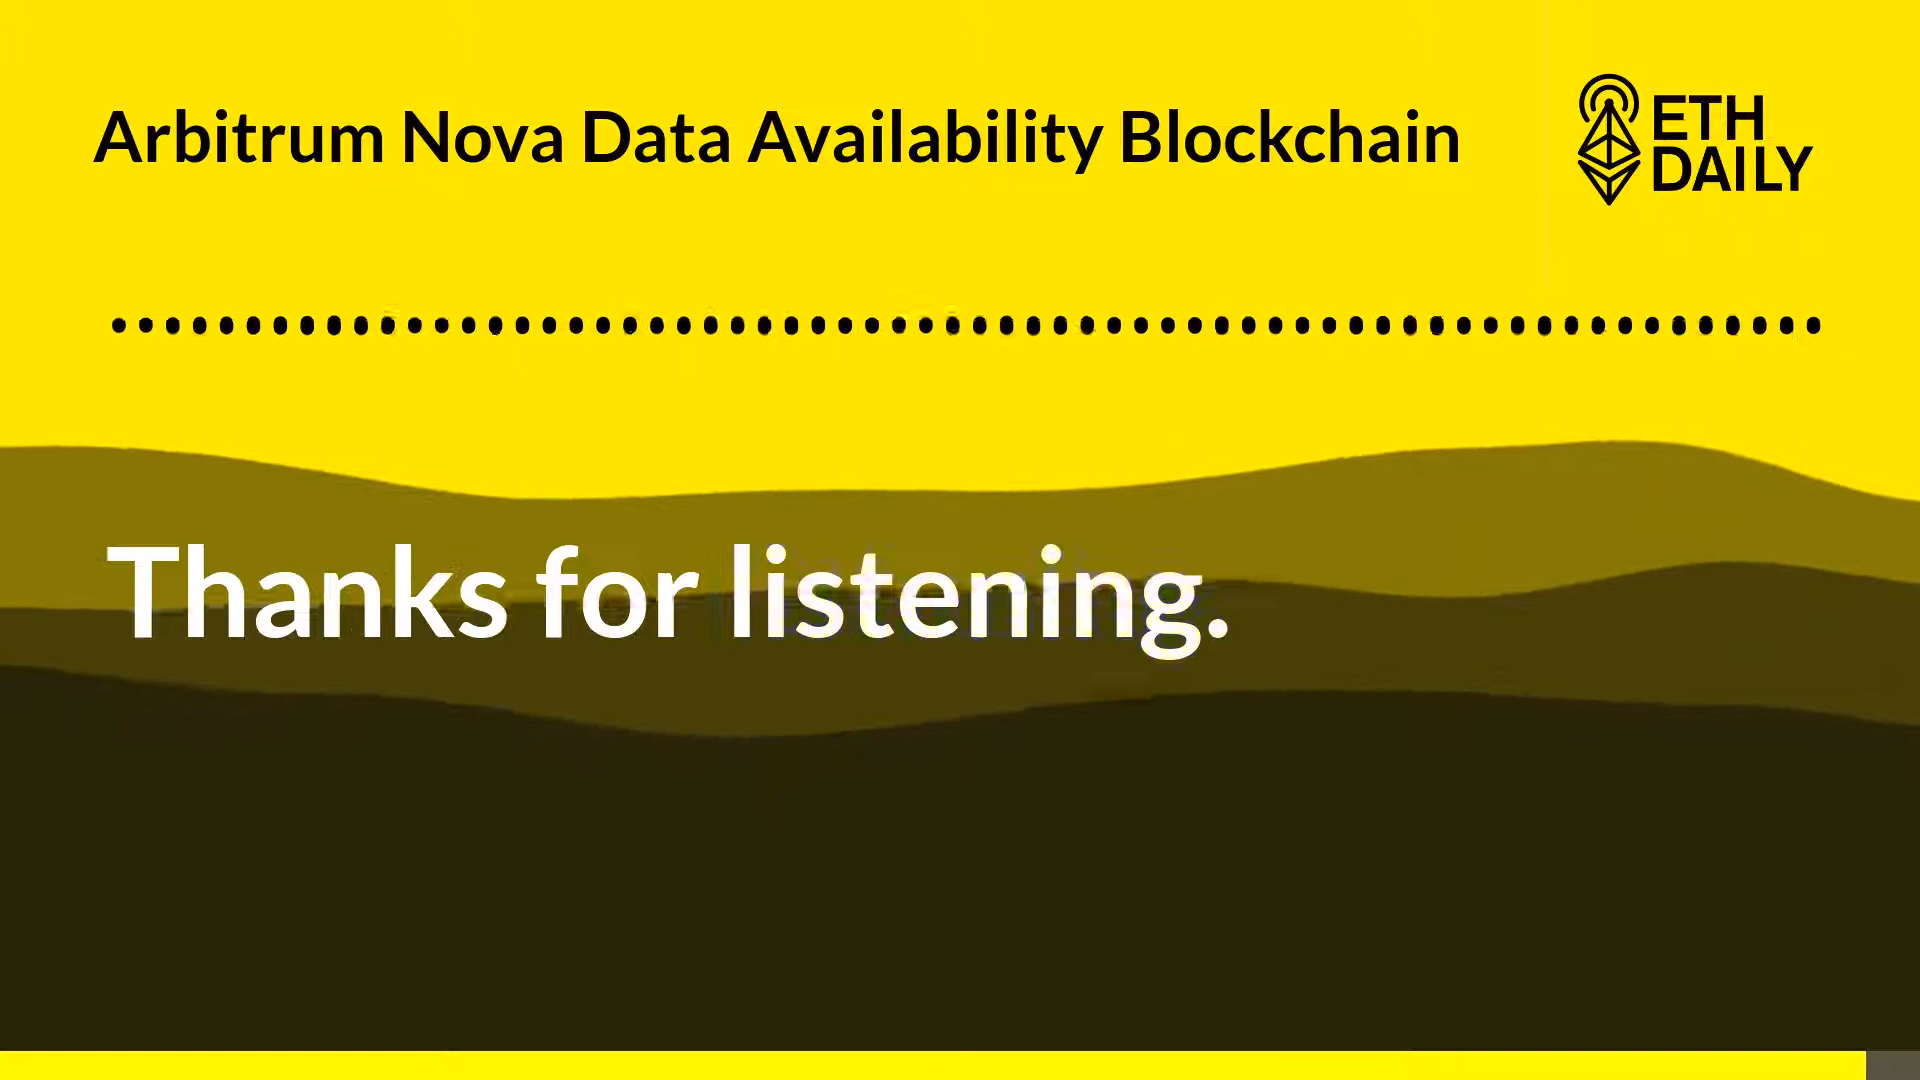 Arbitrum Nova Data Availability Blockchain
ETH
DAILY
Thanks for listening.